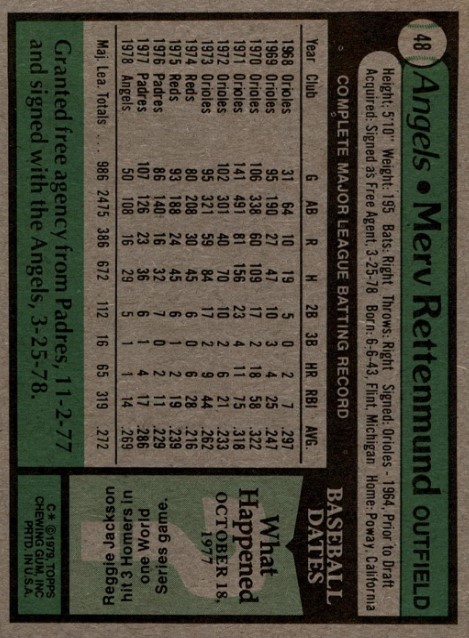 48 Angels • Merv Rettenmund OUTFIELD
Height: 5'10" Weight: 195 Bats: Right Throws: Right Signed: Orioles - 1964, Prior to Draft
Acquired: Signed as Free Agent, 3-25-78 Born: 6-6-43, Flint, Michigan Home: Poway, California
COMPLETE MAJOR LEAGUE BATTING RECORD
Year Club G AB R H 2B 3B HR RBI AVG
1968 Orioles 31 64 10 19 5 0 2 7 .297
1969 Orioles 95 190 27 47 10 3 4 25 .247
1970 Orioles 106 338 60 109 17 2 18 58 .322
1971 Orioles 141 491 81 156 23 4 11 75 .318
1972 Orioles 102 301 40 70 10 2 6 21 .233
1973 Orioles 95 321 59 84 17 2 9 44 .262
1974 Reds 80 208 30 45 6 0 6 28 .216
1975 Reds 93 188 24 45 6 1 2 19 .239
1976 Padres 86 140 16 32 7 0 2 11 .229
1977 Padres 107 126 23 36 6 1 4 17 .286
1978 Angels 50 108 16 29 5 1 1 14 .269
Maj. Lea. Totals ... 986 2475 386 672 112 16 65 319 .272
Granted free agency from Padres, 11-2-77
and signed with the Angels, 3-25-78.
BASEBALL
DATES
What
Happened
OCTOBER 18,
1977
?
Reggie Jackson
hit 3 Homers in
one World
Series game.
C* ©1979, TOPPS
CHEWING GUM, INC
PRTD. IN U.S.A.